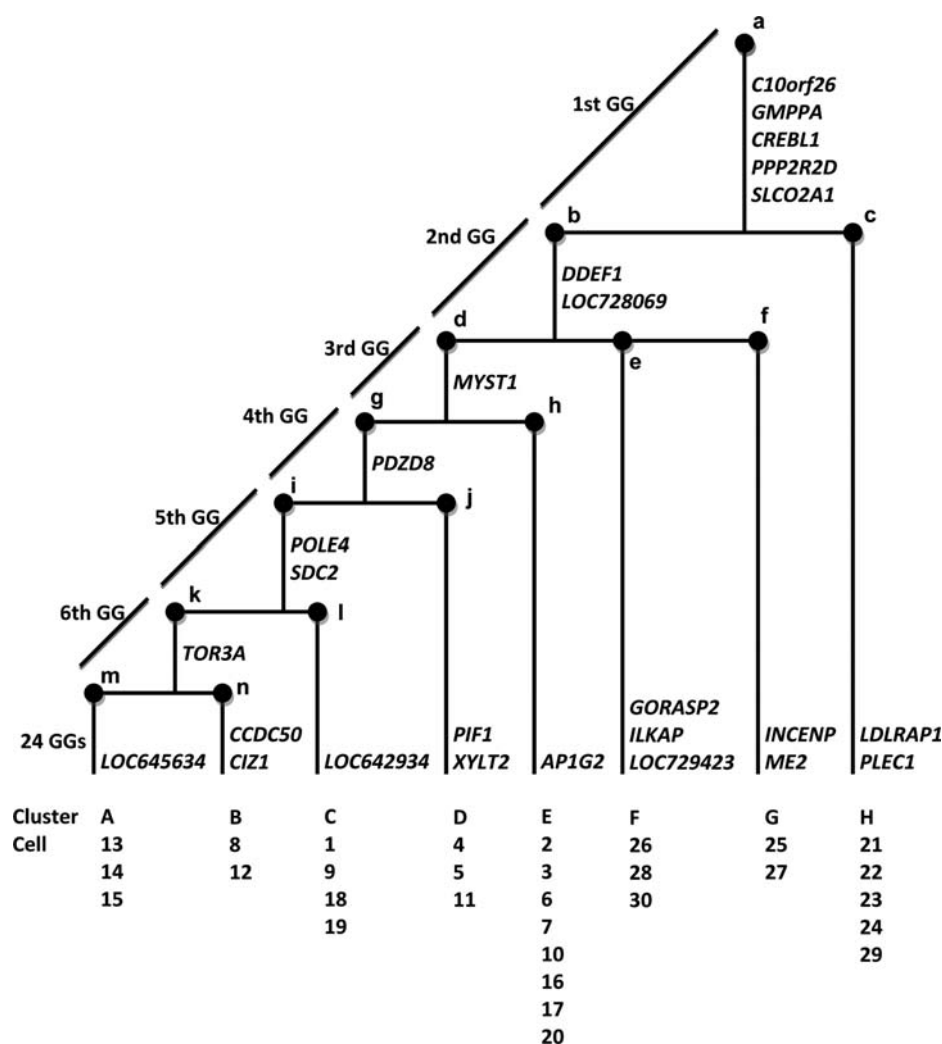 a
1st GG
C10orf26
GMPPA
CREBL1
PPP2R2D
SLCO2A1
b
c
2nd GG
DDEF1
LOC728069
d
e
f
3rd GG
MYST1
g
h
4th GG
PDZD8
i
j
5th GG
POLE4
SDC2
k
l
6th GG
TOR3A
m
n
24 GGs
LOC645634
CCDC50
CIZ1
LOC642934
PIF1
XYLT2
AP1G2
GORASP2
ILKAP
LOC729423
INCENP
ME2
LDLRAP1
PLEC1
Cluster A B C D E F G H
Cell 13 8 1 4 2 26 25 21
14 12 9 5 3 28 27 22
15 18 11 6 30 23
19 7 24
10 29
16
17
20